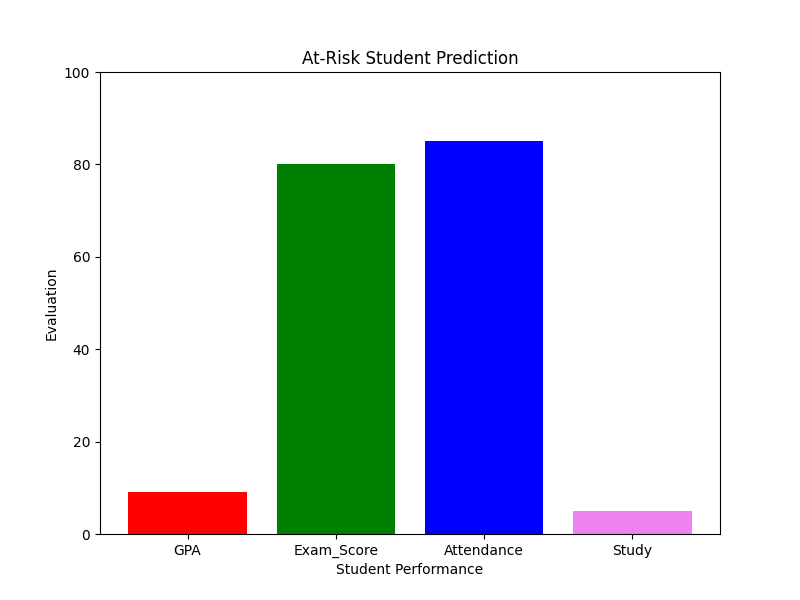 At-Risk Student Prediction
100
80
60
40
20
0
Evaluation
GPA Exam_Score Attendance Study
Student Performance